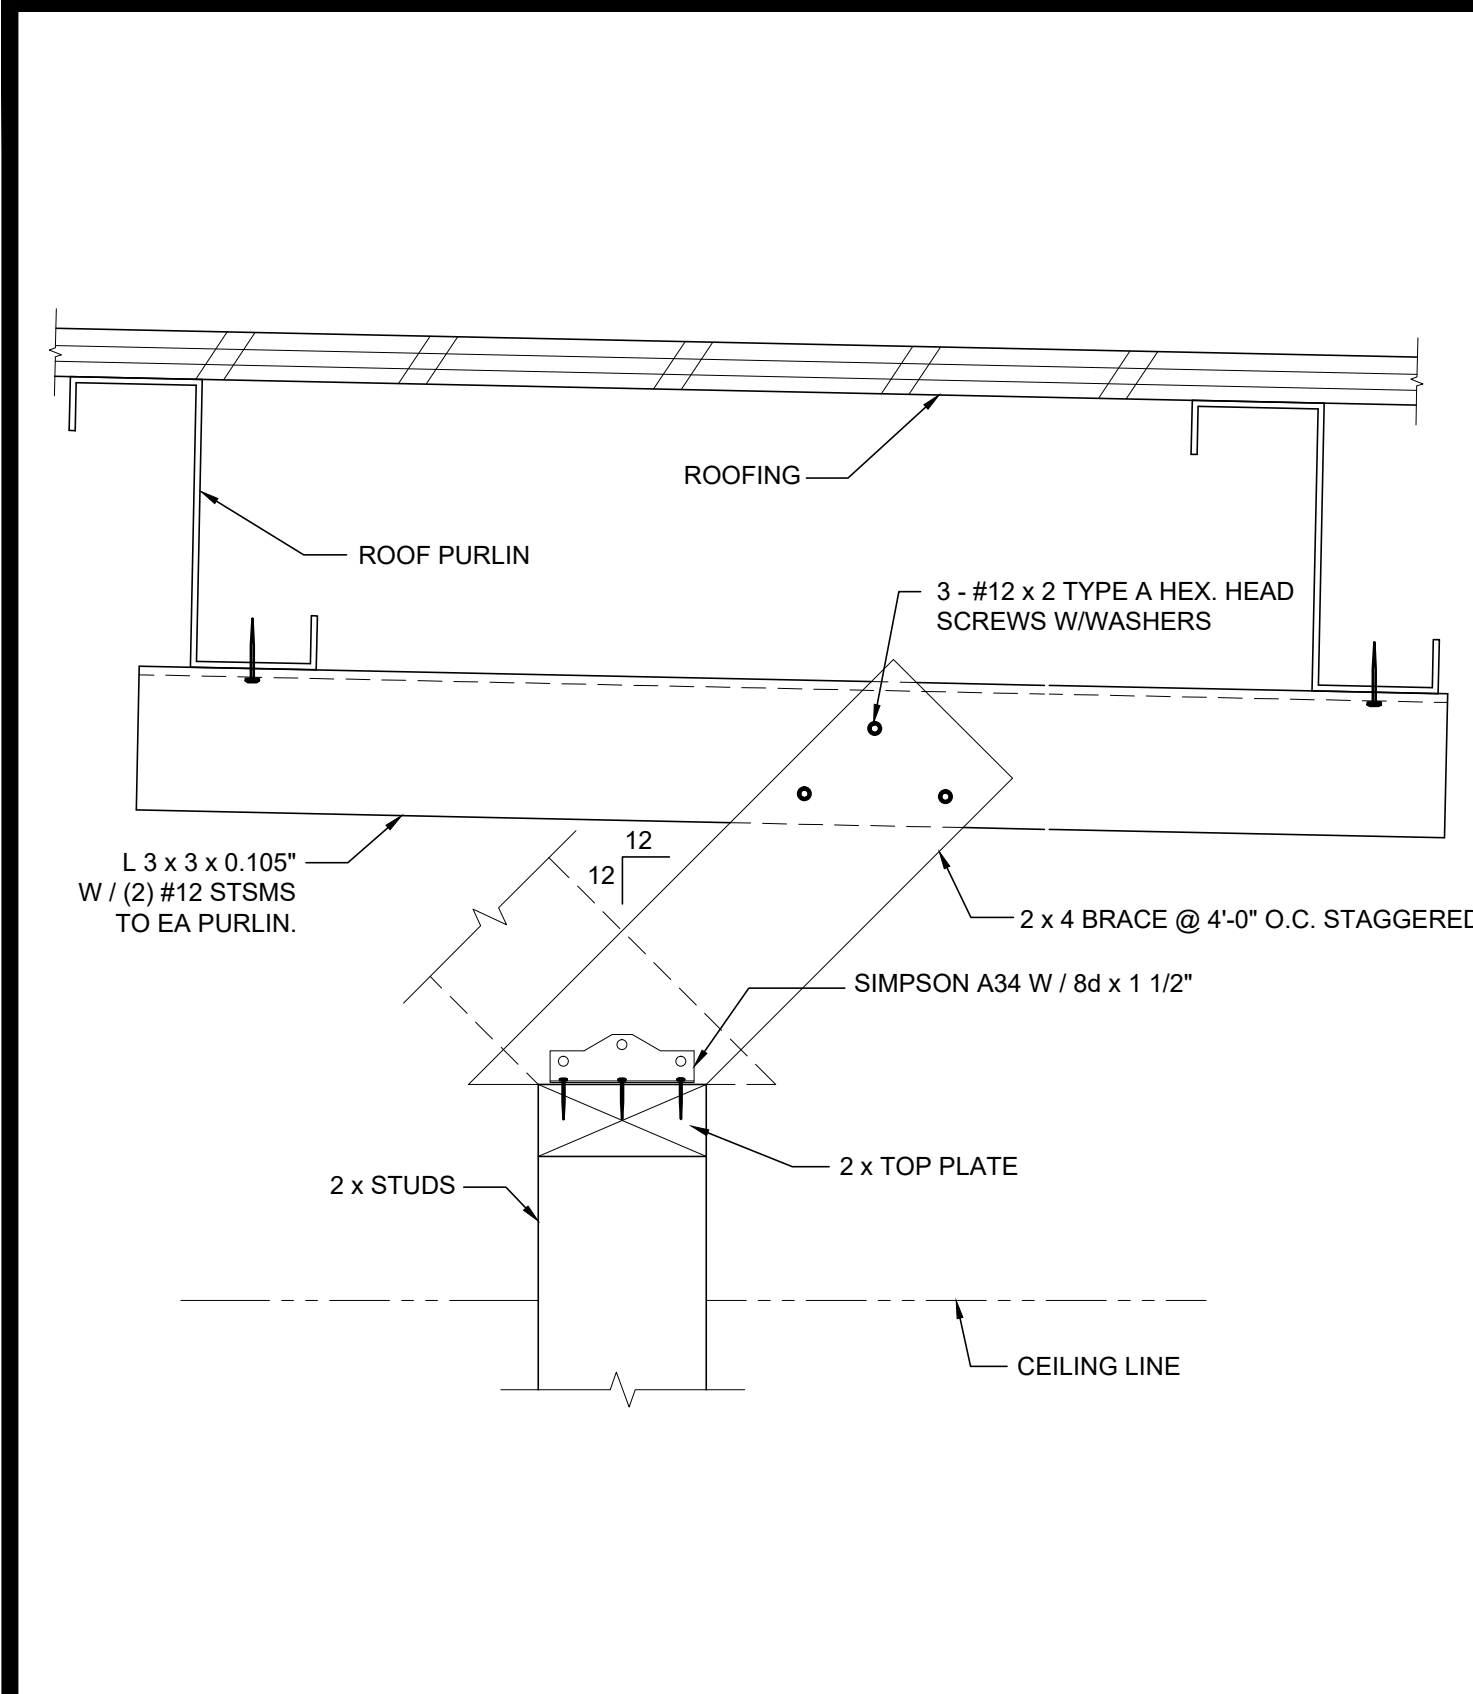 ROOFING
ROOF PURLIN
3 - #12 x 2 TYPE A HEX. HEAD
SCREWS W/WASHERS
12
12
L 3 x 3 x 0.105"
W / (2) #12 STSMS
TO EA PURLIN.
2 x 4 BRACE @ 4'-0" O.C. STAGGERED
SIMPSON A34 W / 8d x 1 1/2"
2 x TOP PLATE
2 x STUDS
CEILING LINE